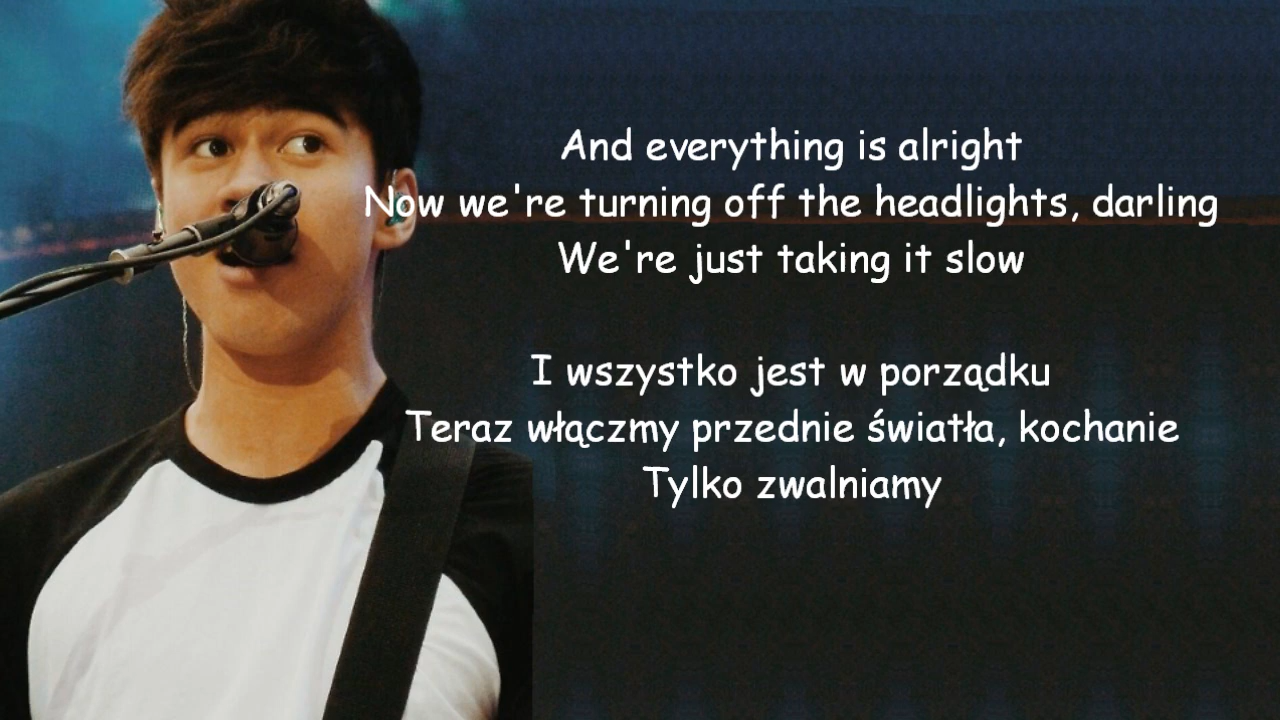 And everything is alright
Now we're turning off the headlights, darling
We're just taking it slow
I wszystko jest w porządku
Teraz włączmy przednie światła, kochanie
Tylko zwalniamy